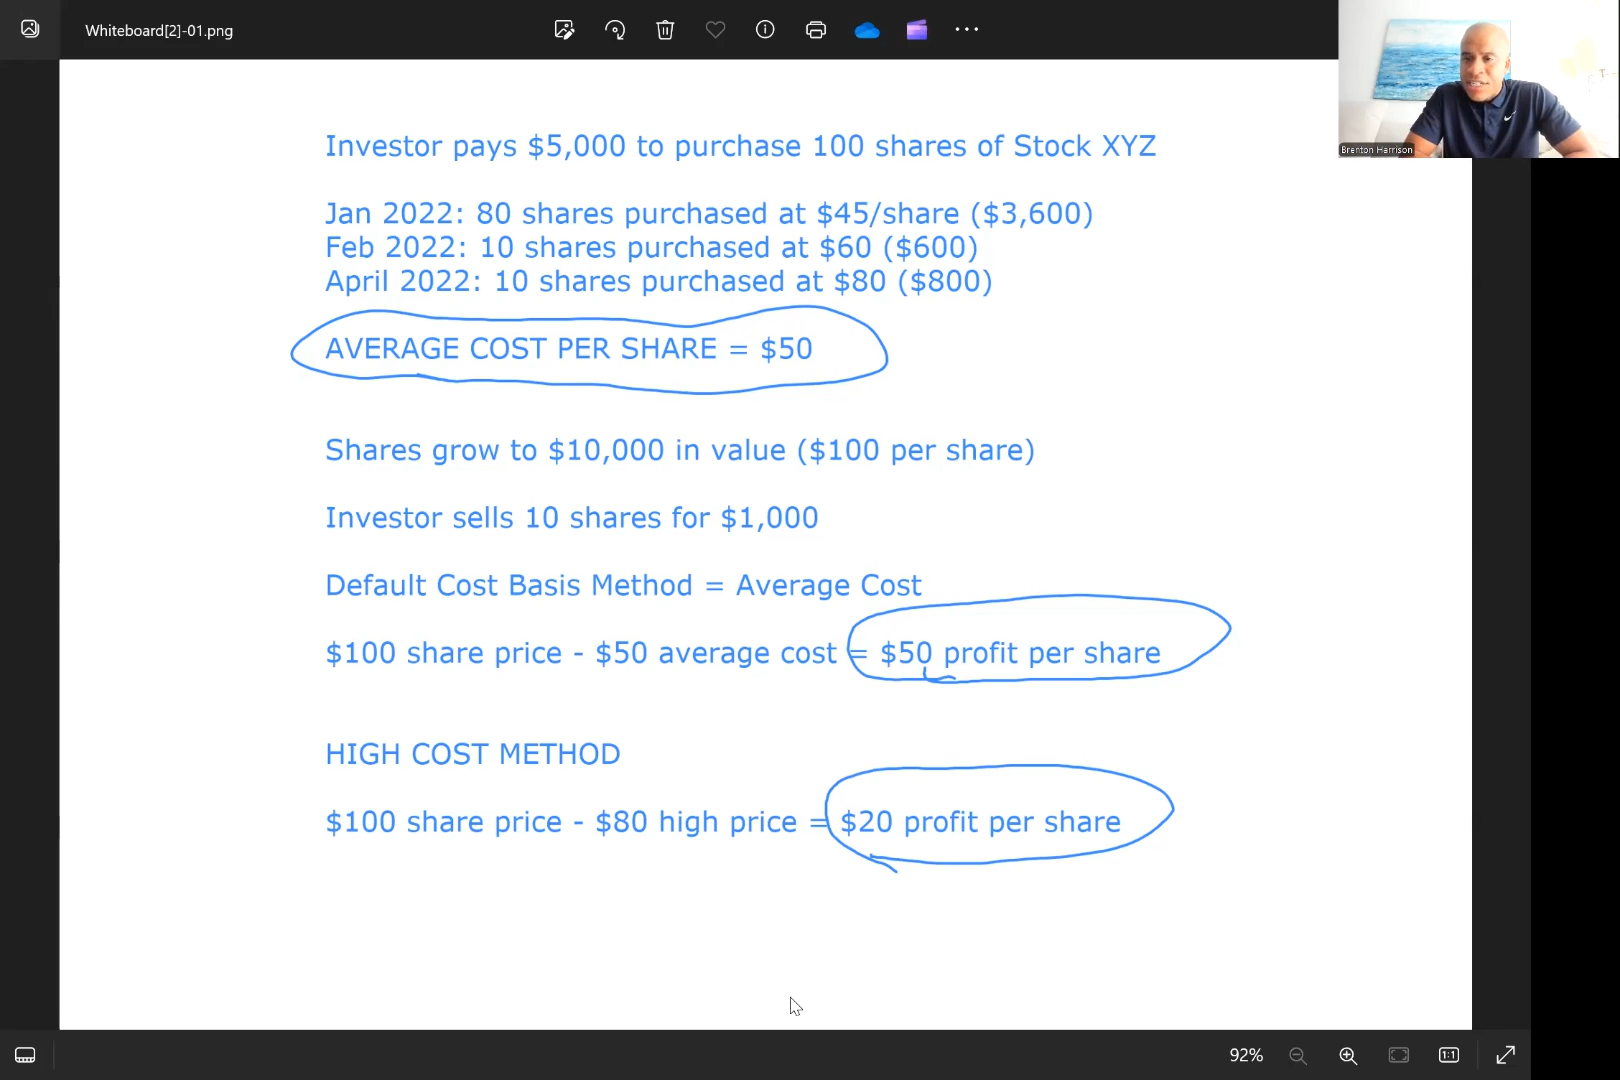 Whiteboard[2]-01.png
Brenton Harrison
Investor pays $5,000 to purchase 100 shares of Stock XYZ
Jan 2022: 80 shares purchased at $45/share ($3,600)
Feb 2022: 10 shares purchased at $60 ($600)
April 2022: 10 shares purchased at $80 ($800)
AVERAGE COST PER SHARE = $50
Shares grow to $10,000 in value ($100 per share)
Investor sells 10 shares for $1,000
Default Cost Basis Method = Average Cost
$100 share price - $50 average cost = $50 profit per share
HIGH COST METHOD
$100 share price - $80 high price = $20 profit per share
92%
1:1